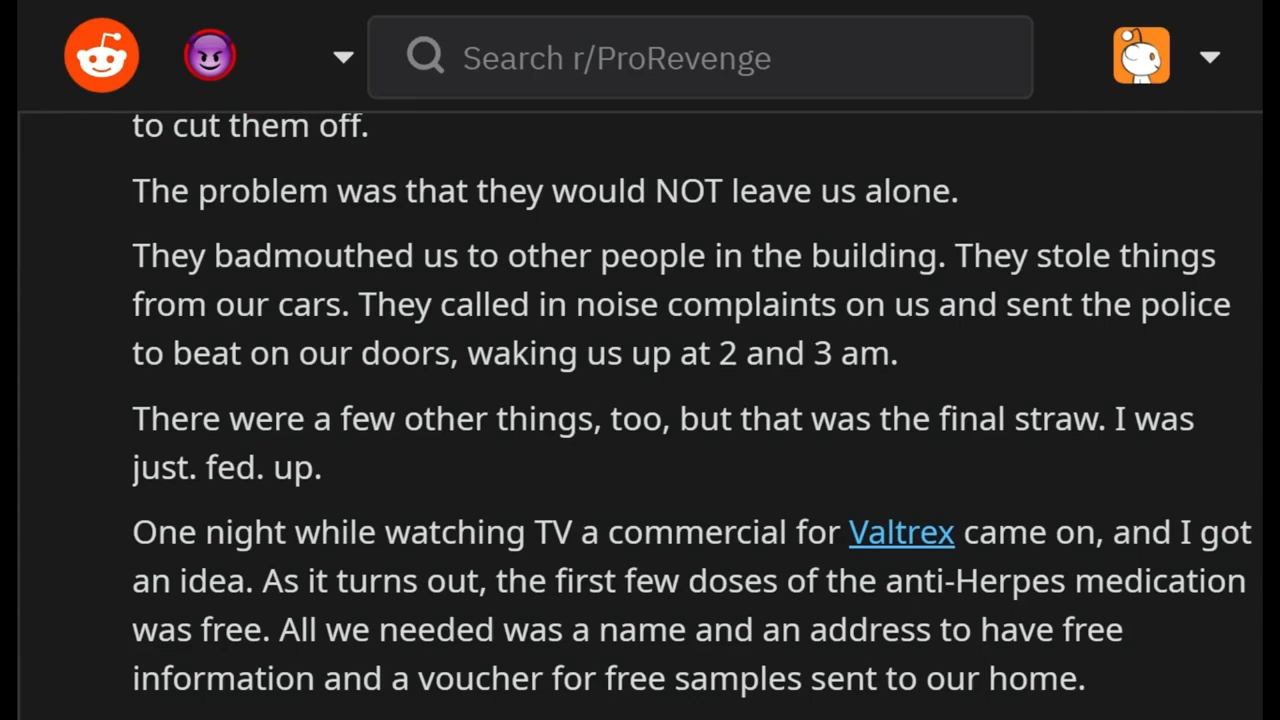 Search r/ProRevenge
to cut them off.
The problem was that they would NOT leave us alone.
They badmouthed us to other people in the building. They stole things
from our cars. They called in noise complaints on us and sent the police
to beat on our doors, waking us up at 2 and 3 am.
There were a few other things, too, but that was the final straw. I was
just. fed. up.
One night while watching TV a commercial for Valtrex came on, and I got
an idea. As it turns out, the first few doses of the anti-Herpes medication
was free. All we needed was a name and an address to have free
information and a voucher for free samples sent to our home.